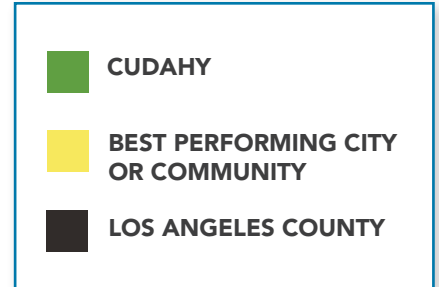 CUDAHY
BEST PERFORMING CITY
OR COMMUNITY
LOS ANGELES COUNTY